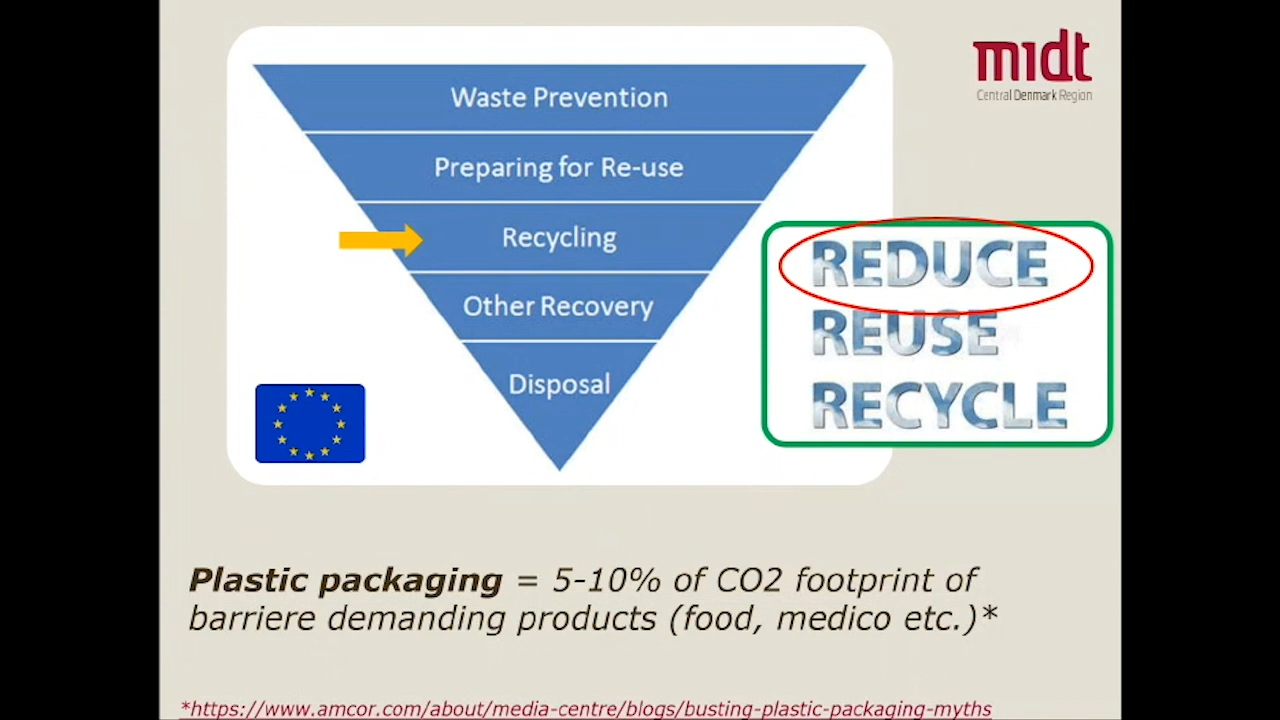 midt
Central Denmark Region
Waste Prevention
Preparing for Re-use
Recycling
Other Recovery
Disposal
REDUCE
REUSE
RECYCLE
Plastic packaging = 5-10% of CO2 footprint of
barriere demanding products (food, medico etc.)*
*https://www.amcor.com/about/media-centre/blogs/busting-plastic-packaging-myths